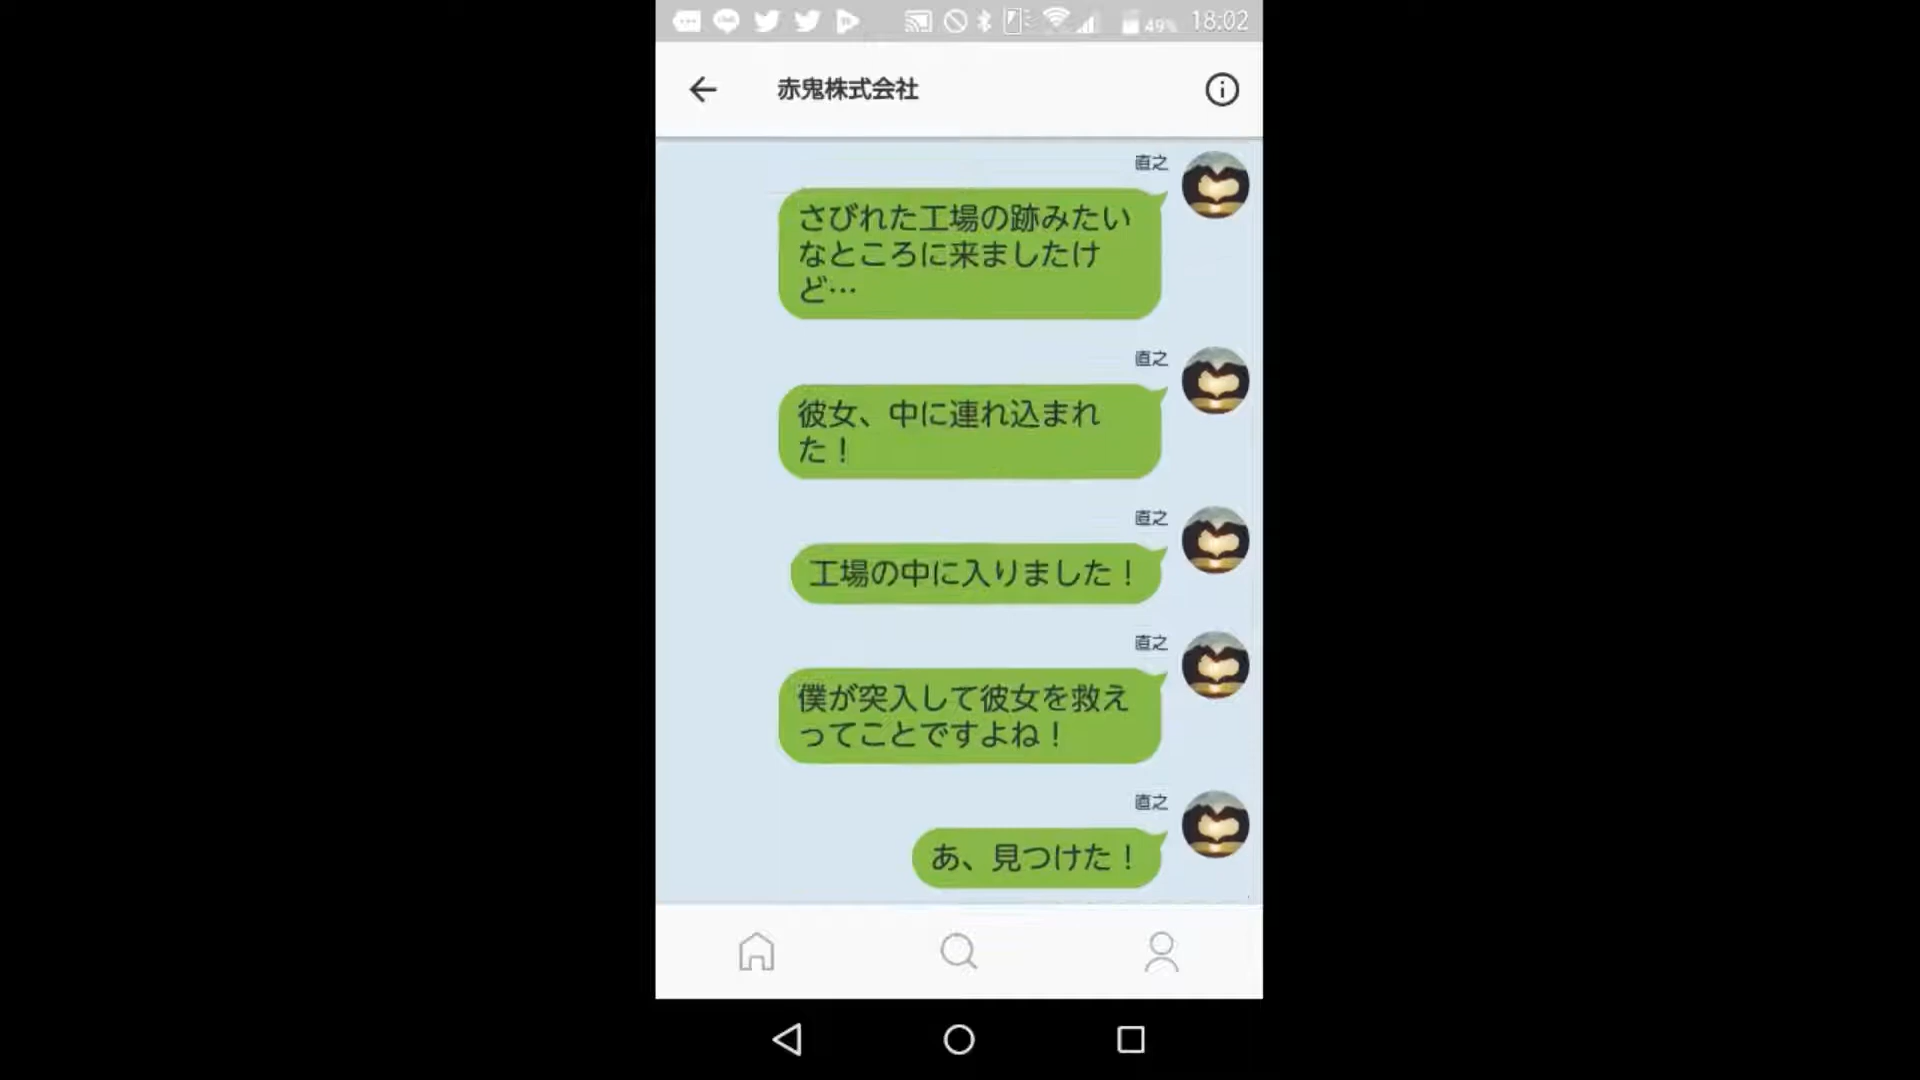 49% 18:02
赤鬼株式会社
直之
さびれた工場の跡みたい
なところに来ましたけ
ど…
直之
彼女、中に連れ込まれ
た！
直之
工場の中に入りました！
直之
僕が突入して彼女を救え
ってことですよね！
直之
あ、見つけた！